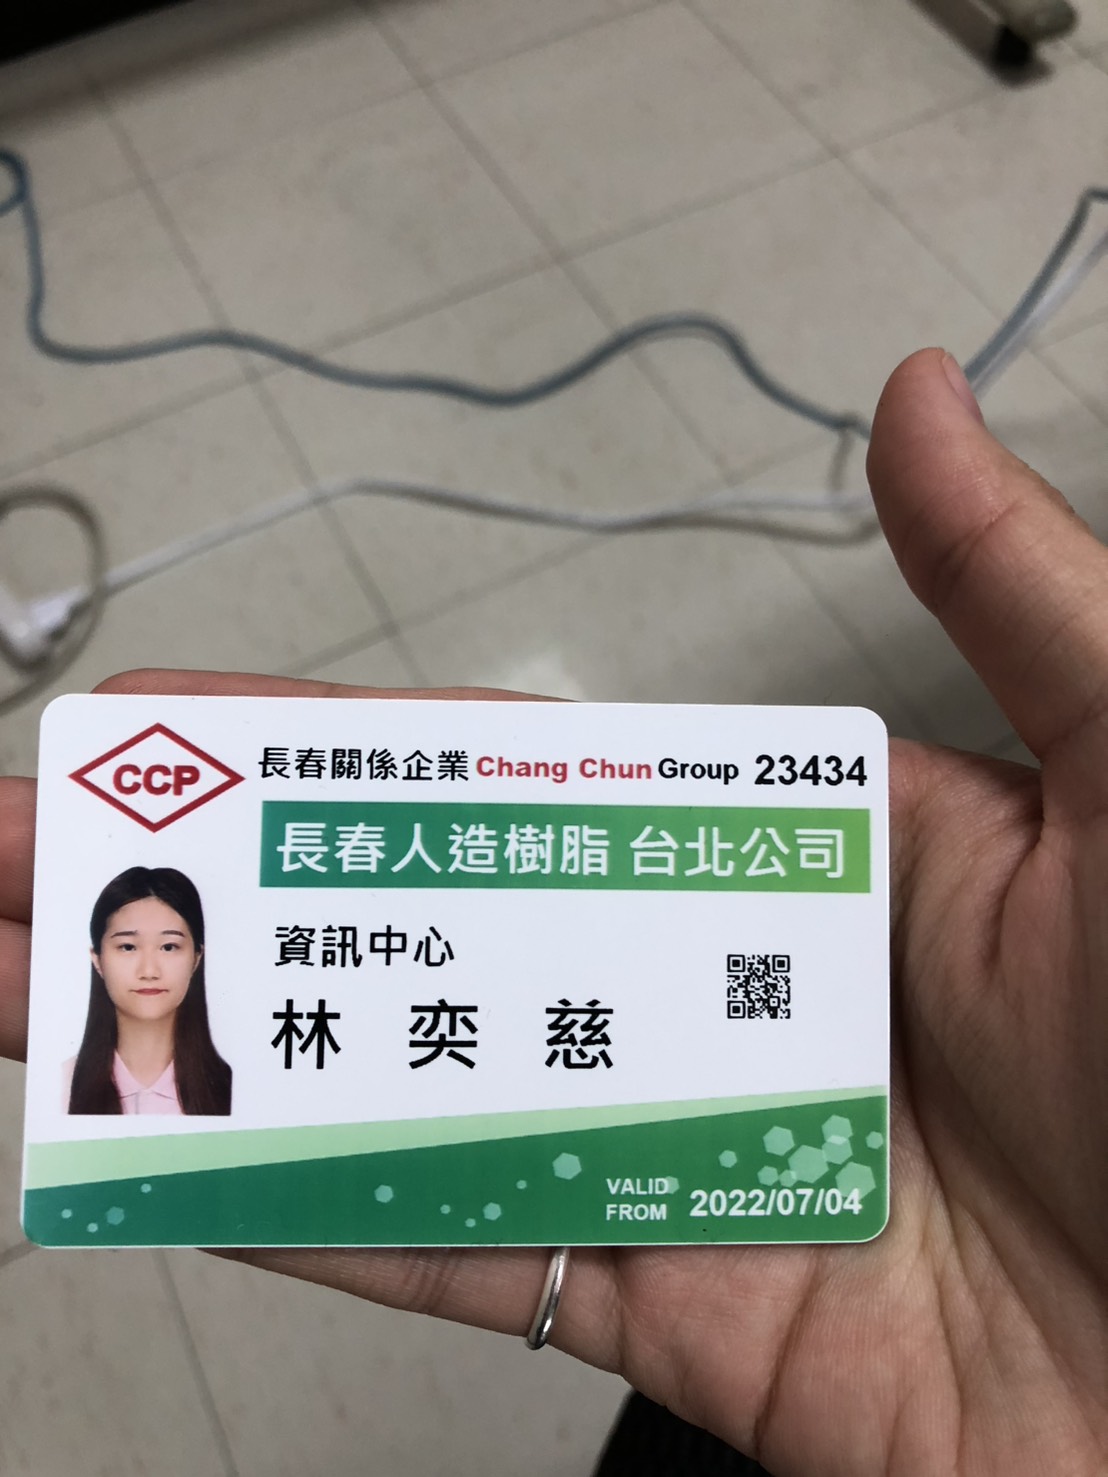 CCP
長春關係企業 Chang Chun Group 23434
長春人造樹脂 台北公司
資訊中心
林 奕 慈
VALID FROM 2022/07/04